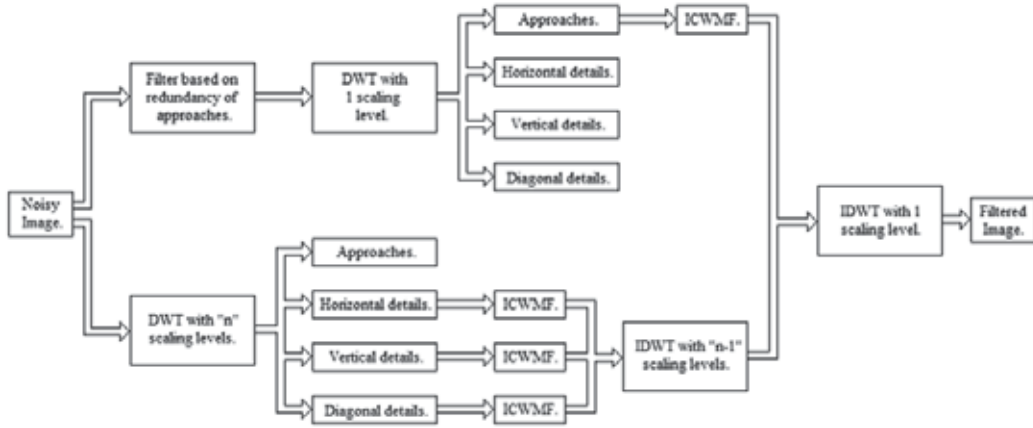 Approaches.
ICWMF.
Filter based on
redundancy of
approaches.
DWT with
1 scaling
level.
Horizontal details.
Vertical details.
Diagonal details.
Noisy
Image.
IDWT with 1
scaling level.
Filtered
Image.
Approaches.
DWT with "n"
scaling levels.
Horizontal details.
ICWMF.
Vertical details.
ICWMF.
IDWT with "n-1"
scaling levels.
Diagonal details.
ICWMF.